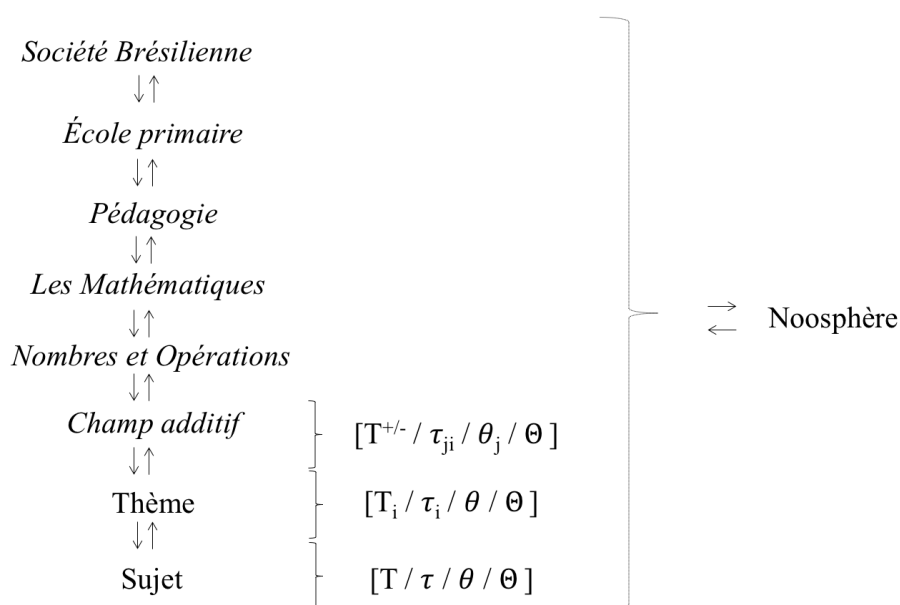 Société Brésilienne
↓↑
École primaire
↓↑
Pédagogie
↓↑
Les Mathématiques
↓↑
Nombres et Opérations
↓↑
Champ additif [T⁺/⁻ / τⱼᵢ / θⱼ / Θ ]
↓↑
Thème [Tᵢ / τᵢ / θ / Θ ]
↓↑
Sujet [T / τ / θ / Θ ]
→
← Noosphère